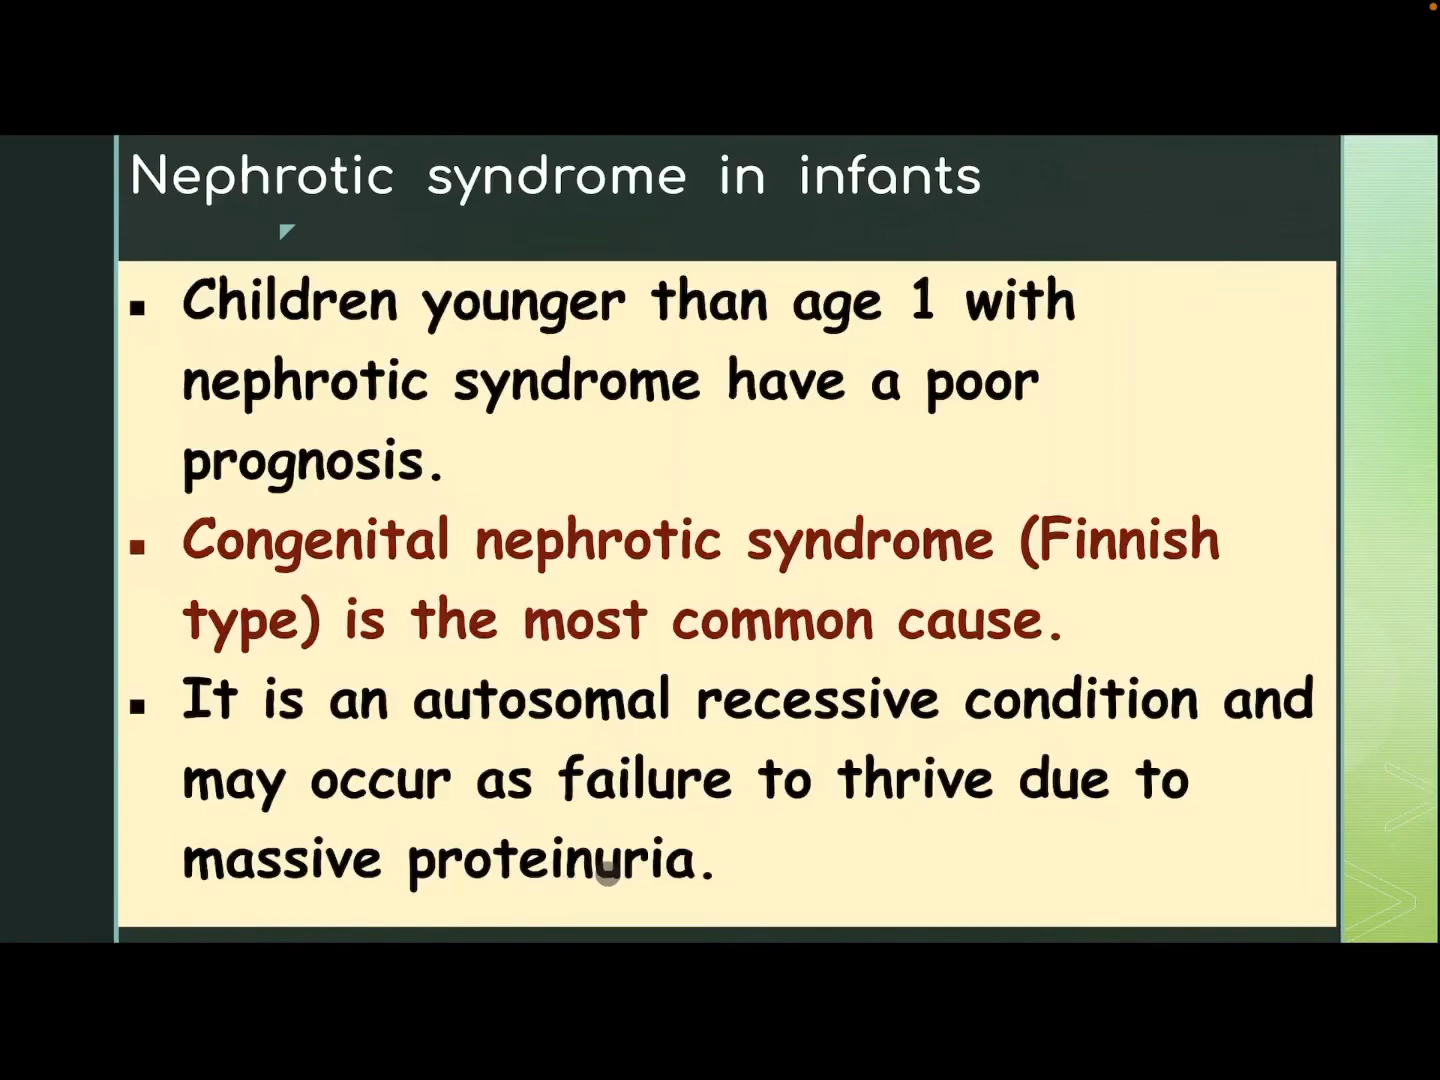 Nephrotic syndrome in infants
▪ Children younger than age 1 with
nephrotic syndrome have a poor
prognosis.
▪ Congenital nephrotic syndrome (Finnish
type) is the most common cause.
▪ It is an autosomal recessive condition and
may occur as failure to thrive due to
massive proteinuria.